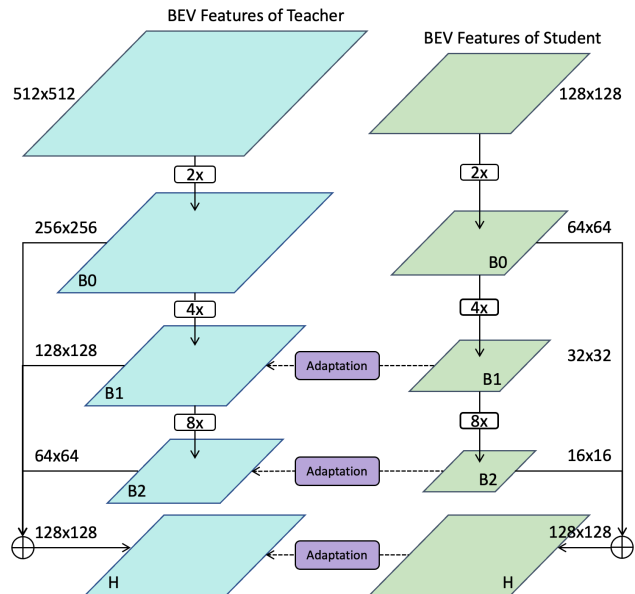 BEV Features of Teacher
BEV Features of Student
512x512
128x128
2x
2x
256x256
64x64
B0
B0
4x
4x
128x128
Adaptation
32x32
B1
B1
8x
8x
64x64
Adaptation
16x16
B2
B2
128x128
128x128
Adaptation
H
H